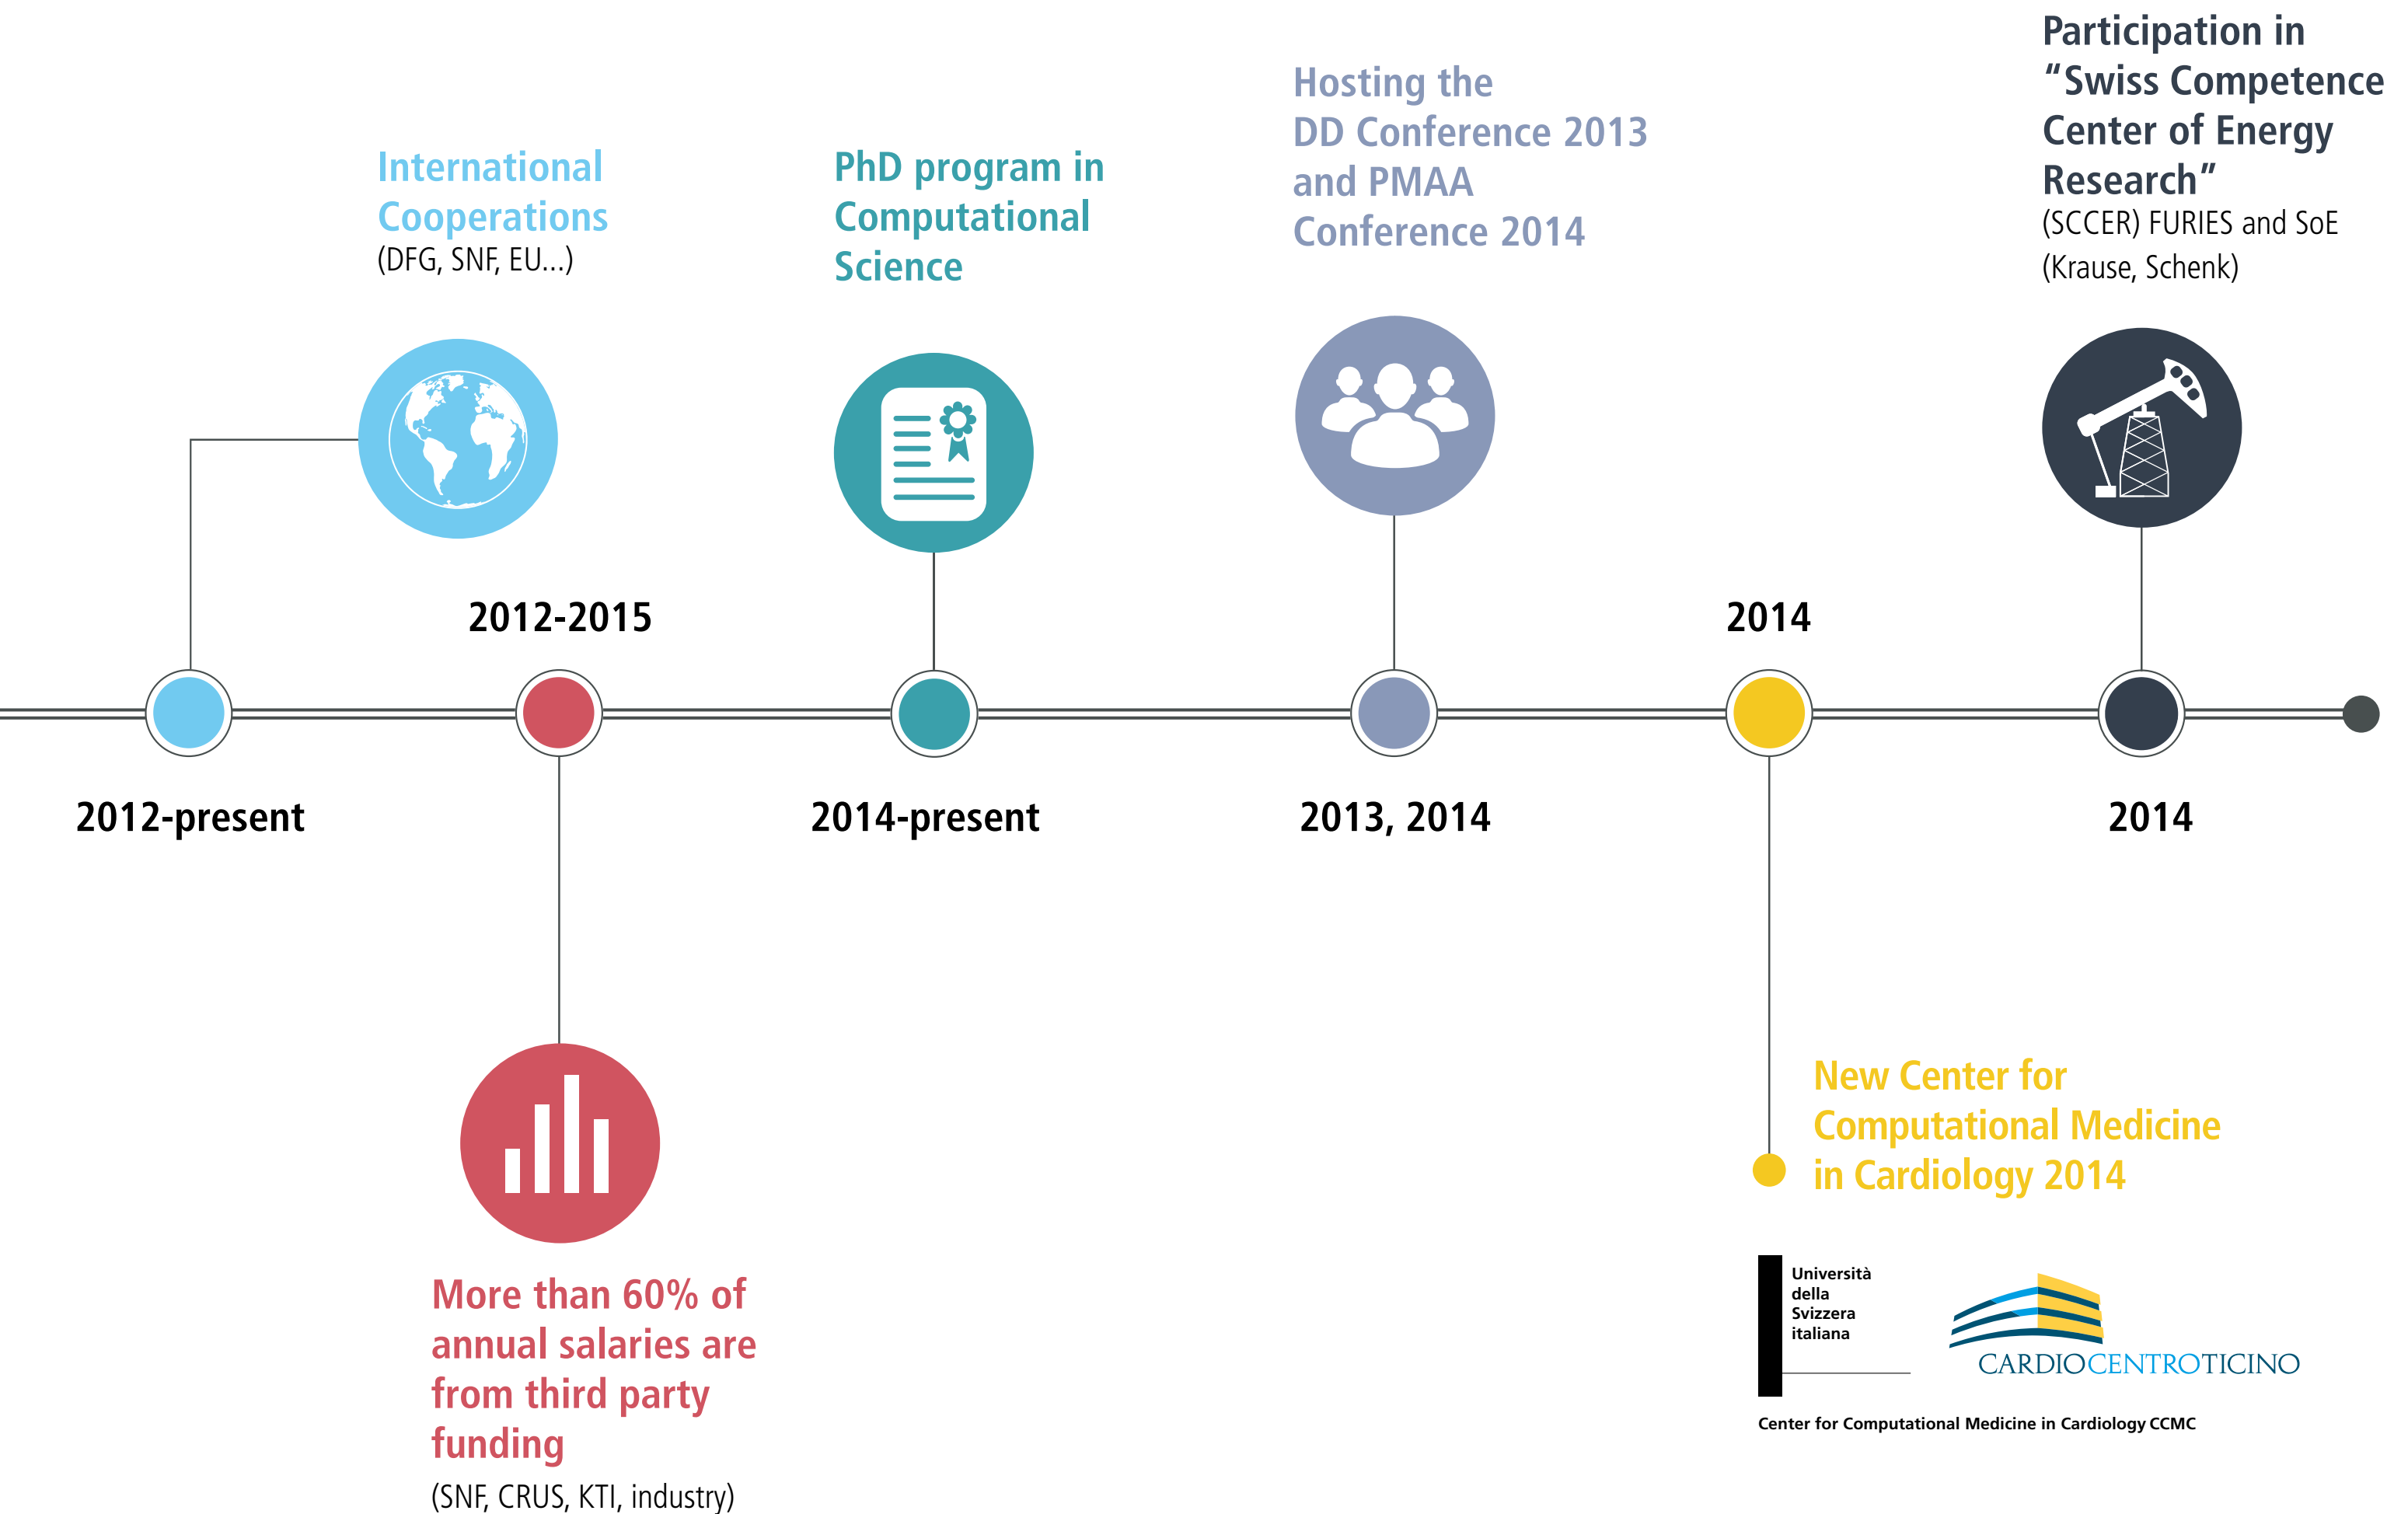 International
Cooperations
(DFG, SNF, EU...)
2012-present
2012-2015
More than 60% of
annual salaries are
from third party
funding
(SNF, CRUS, KTI, industry)
PhD program in
Computational
Science
2014-present
Hosting the
DD Conference 2013
and PMAA
Conference 2014
2013, 2014
2014
New Center for
Computational Medicine
in Cardiology 2014
Università
della
Svizzera
italiana
CARDIOCENTROTICINO
Center for Computational Medicine in Cardiology CCMC
Participation in
“Swiss Competence
Center of Energy
Research”
(SCCER) FURIES and SoE
(Krause, Schenk)
2014